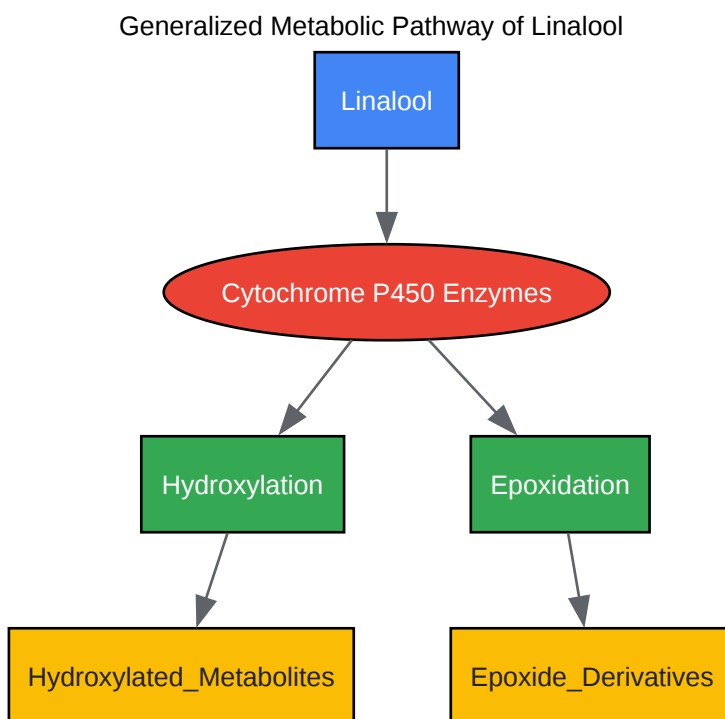 Generalized Metabolic Pathway of Linalool
Linalool
Cytochrome P450 Enzymes
Hydroxylation
Epoxidation
Hydroxylated_Metabolites
Epoxide_Derivatives